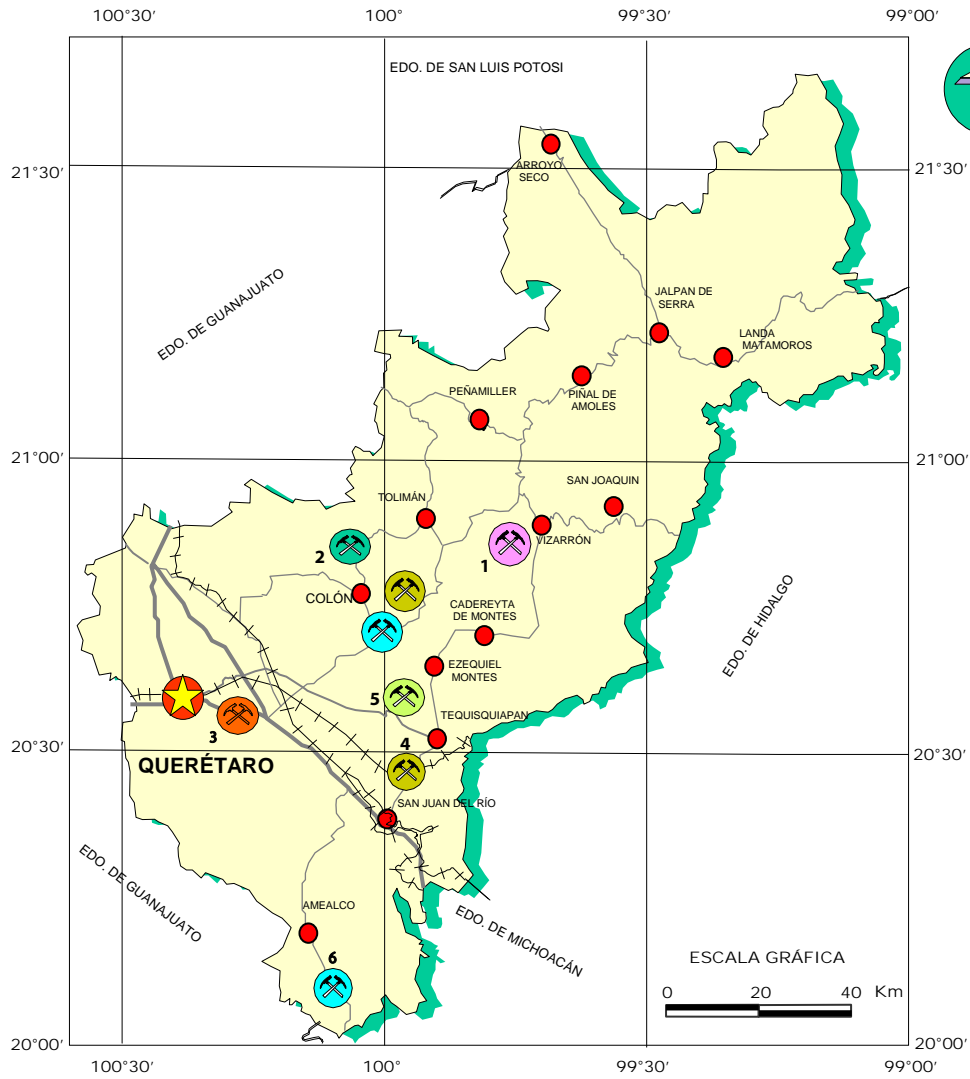 100°30'
100°
99°30'
99°00'
EDO. DE SAN LUIS POTOSI
21°30'
21°30'
ARROYO
SECO
EDO. DE GUANAJUATO
JALPAN DE
SERRA
LANDA
MATAMOROS
PEÑAMILLER
PIÑAL DE
AMOLES
21°00'
21°00'
SAN JOAQUIN
TOLIMÁN
VIZARRÓN
2
1
COLÓN
CADEREYTA
DE MONTES
EDO. DE HIDALGO
EZEQUIEL
MONTES
5
TEQUISQUIAPAN
3
4
20°30'
20°30'
QUERÉTARO
SAN JUAN DEL RÍO
EDO. DE GUANAJUATO
AMEALCO
EDO. DE MICHOACÁN
6
ESCALA GRÁFICA
0 20 40 Km
20°00'
20°00'
100°30'
100°
99°30'
99°00'